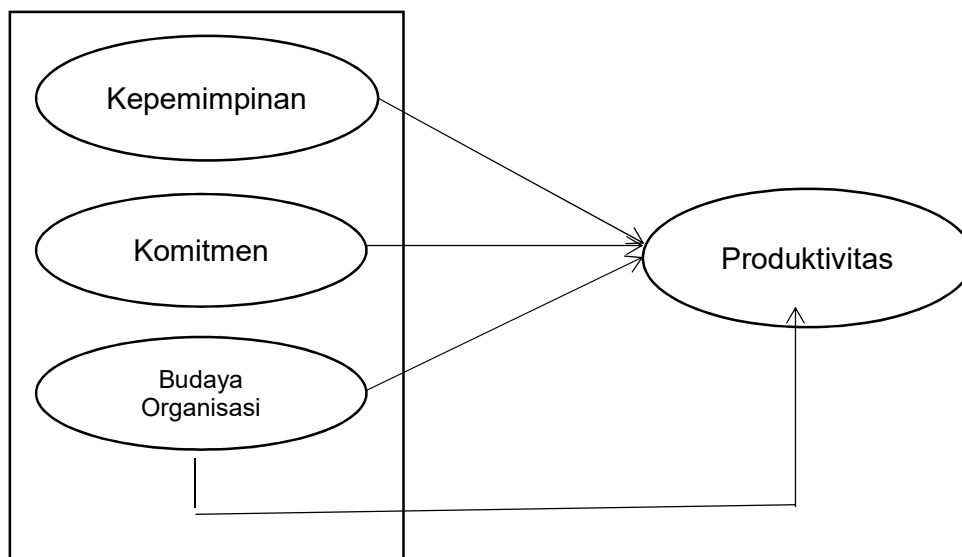 Kepemimpinan
Komitmen
Produktivitas
Budaya
Organisasi